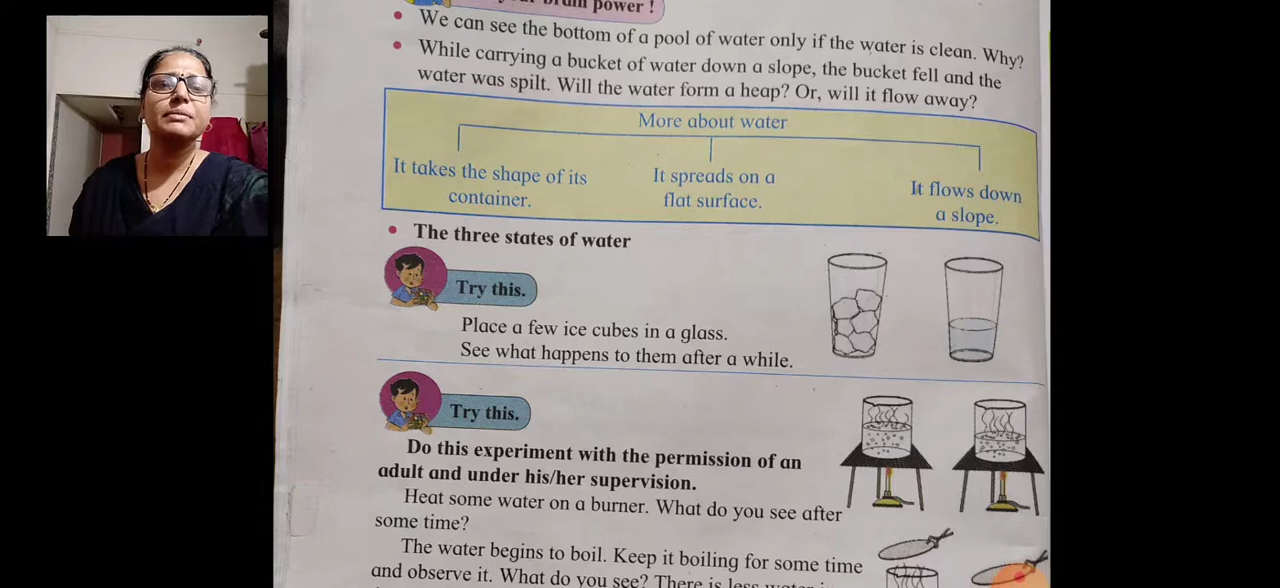 power !
• We can see the bottom of a pool of water only if the water is clean. Why?
• While carrying a bucket of water down a slope, the bucket fell and the
water was spilt. Will the water form a heap? Or, will it flow away?
More about water
It takes the shape of its
container.
It spreads on a
flat surface.
It flows down
a slope.
• The three states of water
Try this.
Place a few ice cubes in a glass.
See what happens to them after a while.
Try this.
Do this experiment with the permission of an
adult and under his/her supervision.
Heat some water on a burner. What do you see after
some time?
The water begins to boil. Keep it boiling for some time
and observe it. What do you see? There is less